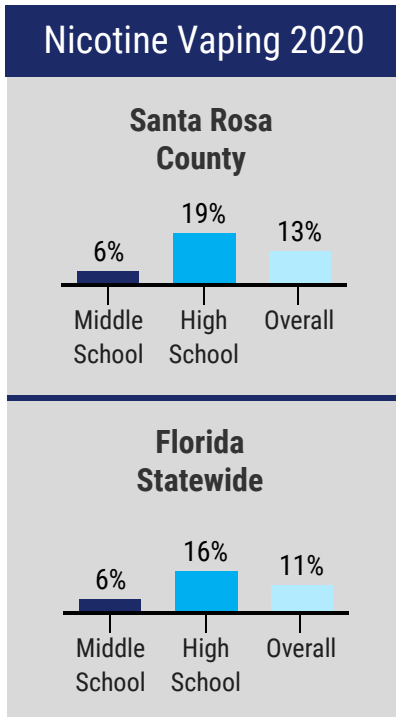 Nicotine Vaping 2020
Santa Rosa
County
6%
19%
13%
Middle
School
High
School
Overall
Florida
Statewide
6%
16%
11%
Middle
School
High
School
Overall